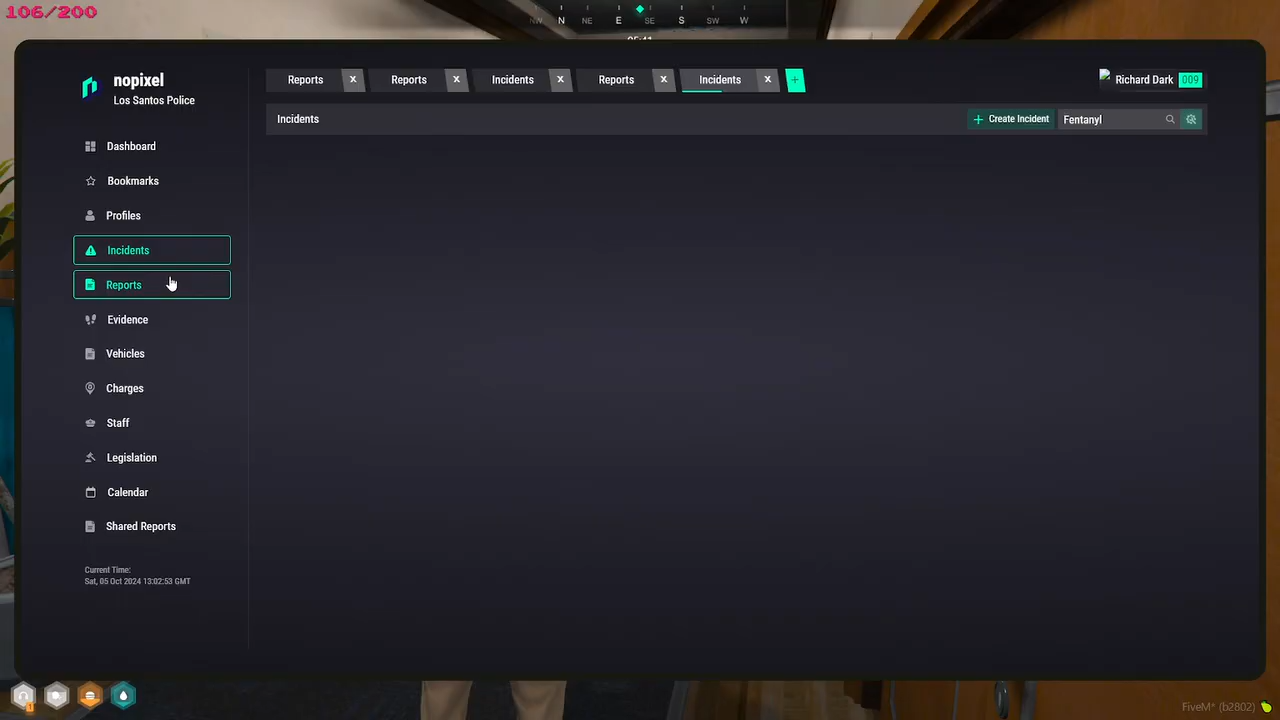 106/200
NW N NE E SE S SW W
nopixel
Los Santos Police
Reports x Reports x Incidents x Reports x Incidents x +
Richard Dark 009
Incidents
+ Create Incident
Fentanyl
Dashboard
Bookmarks
Profiles
Incidents
Reports
Evidence
Vehicles
Charges
Staff
Legislation
Calendar
Shared Reports
Current Time:
Sat, 05 Oct 2024 13:02:53 GMT
1
FiveM* (b2802)